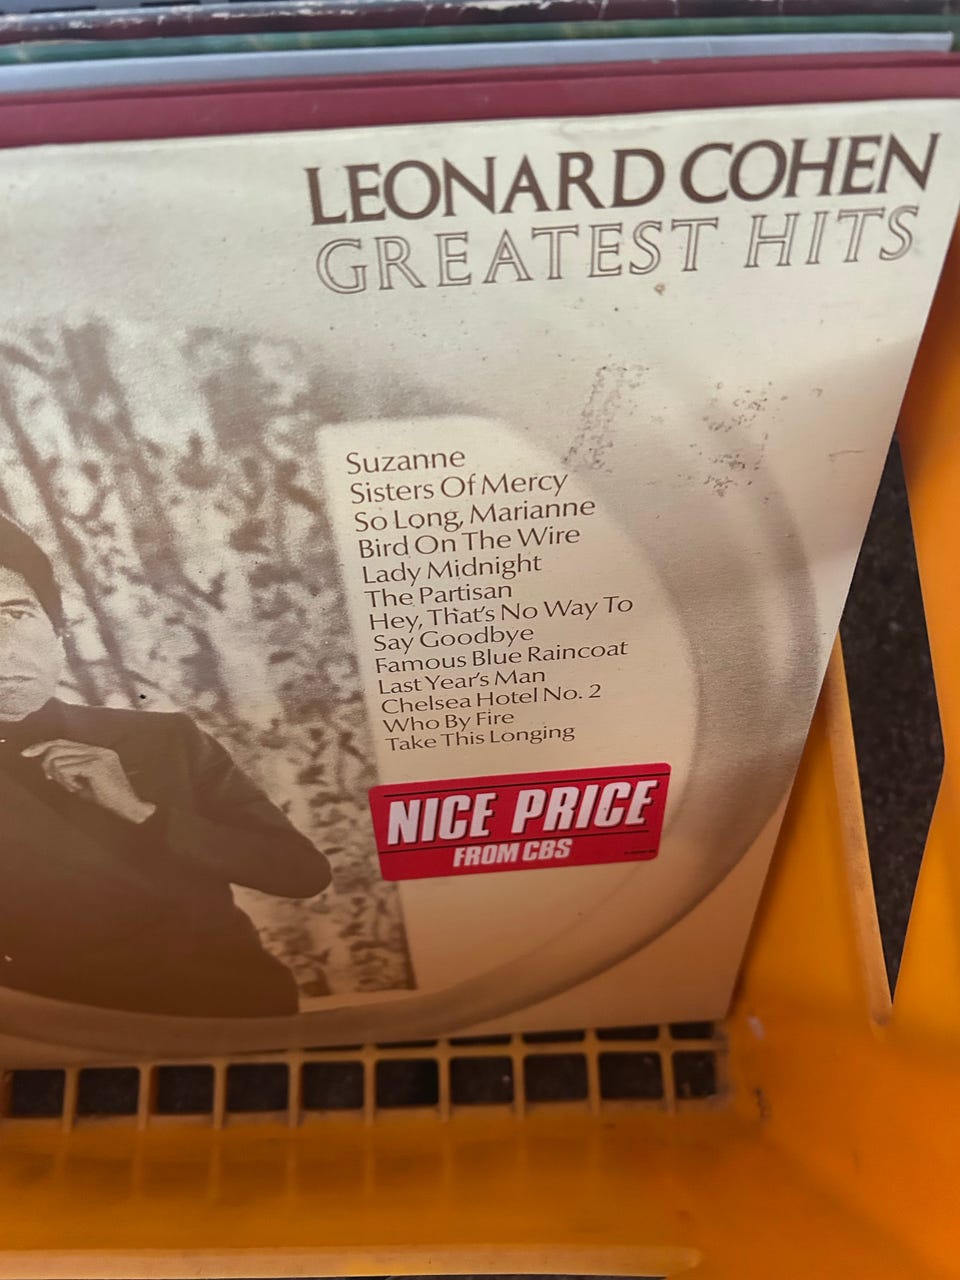 LEONARD COHEN
GREATEST HITS
Suzanne
Sisters Of Mercy
So Long, Marianne
Bird On The Wire
Lady Midnight
The Partisan
Hey, That's No Way To
Say Goodbye
Famous Blue Raincoat
Last Year's Man
Chelsea Hotel No. 2
Who By Fire
Take This Longing
NICE PRICE
FROM CBS